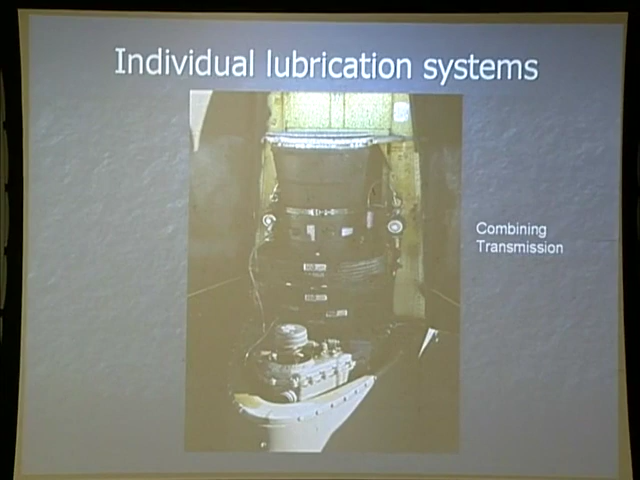 Individual lubrication systems
Combining
Transmission